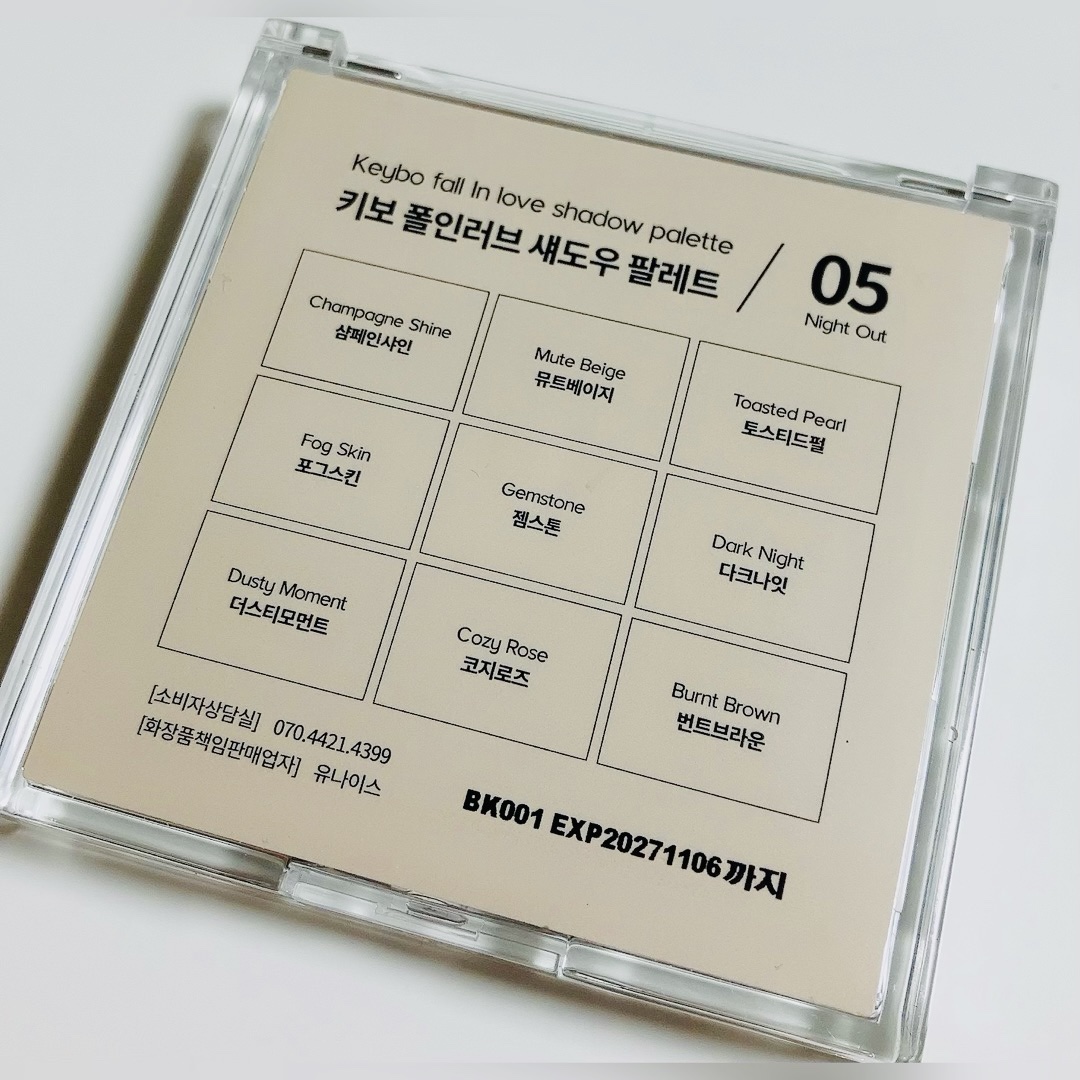 Keybo fall In love shadow palette
키보 폴인러브 섀도우 팔레트
05
Night Out
Champagne Shine
샴페인샤인
Mute Beige
뮤트베이지
Toasted Pearl
토스티드펄
Fog Skin
포그스킨
Gemstone
젬스톤
Dark Night
다크나잇
Dusty Moment
더스티모먼트
Cozy Rose
코지로즈
Burnt Brown
번트브라운
[소비자상담실] 070.4421.4399
[화장품책임판매업자] 유나이스
BK001 EXP20271106까지